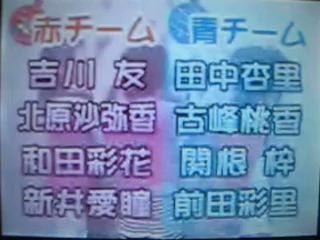 赤チーム 青チーム
吉川 友 田中杏里
北原沙弥香 古峰桃香
和田彩花 関根 梓
新井愛瞳 前田彩里